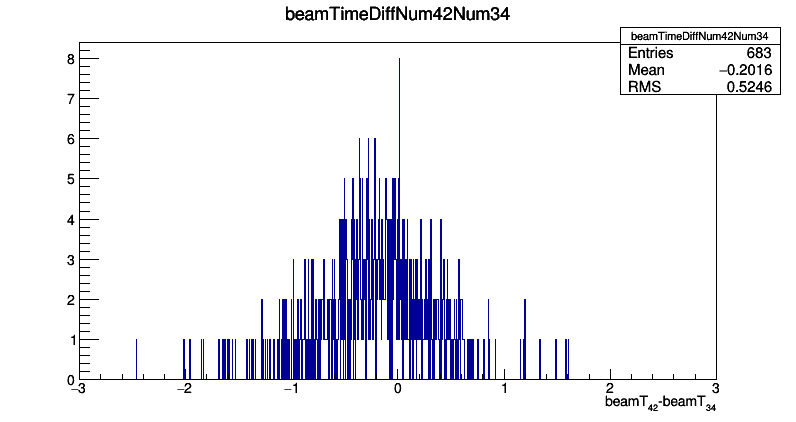 beamTimeDiffNum42Num34
beamTimeDiffNum42Num34
Entries 683
Mean −0.2016
RMS 0.5246
8
7
6
5
4
3
2
1
0
−3 −2 −1 0 1 2 3
beamT42-beamT34